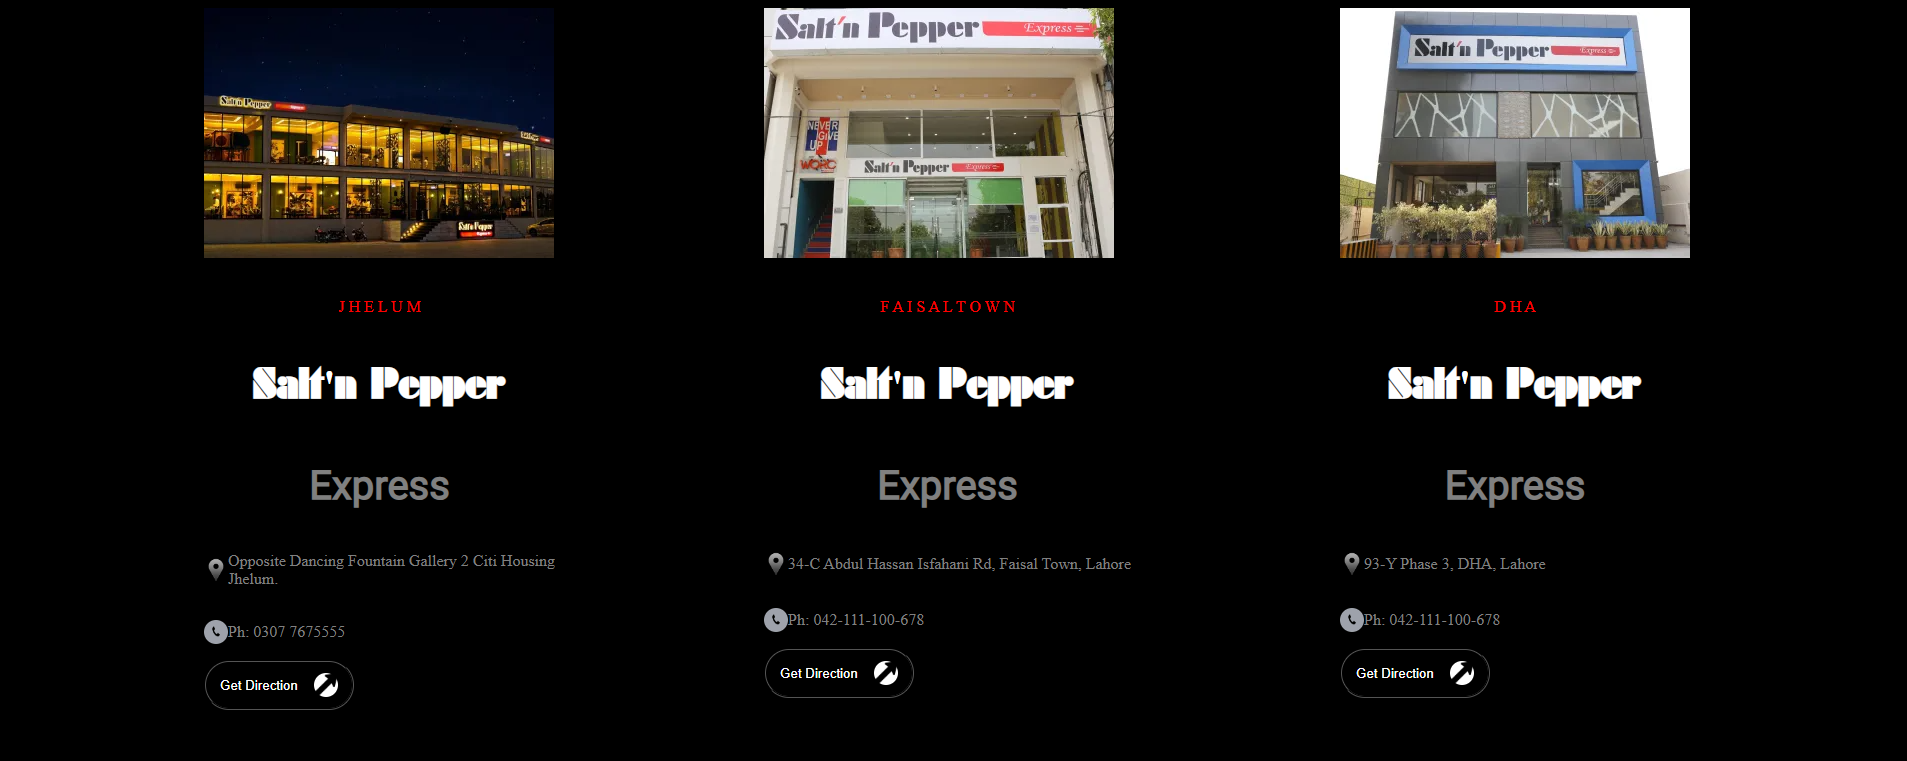 Salt'n Pepper
Salt'n Pepper
Salt'n Pepper Express
NEVER
GIVE
UP
WORC
Salt'n Pepper Express
Salt'n Pepper Express
JHELUM
Salt'n Pepper
Express
Opposite Dancing Fountain Gallery 2 Citi Housing
Jhelum.
Ph: 0307 7675555
Get Direction
FAISALTOWN
Salt'n Pepper
Express
34-C Abdul Hassan Isfahani Rd, Faisal Town, Lahore
Ph: 042-111-100-678
Get Direction
DHA
Salt'n Pepper
Express
93-Y Phase 3, DHA, Lahore
Ph: 042-111-100-678
Get Direction